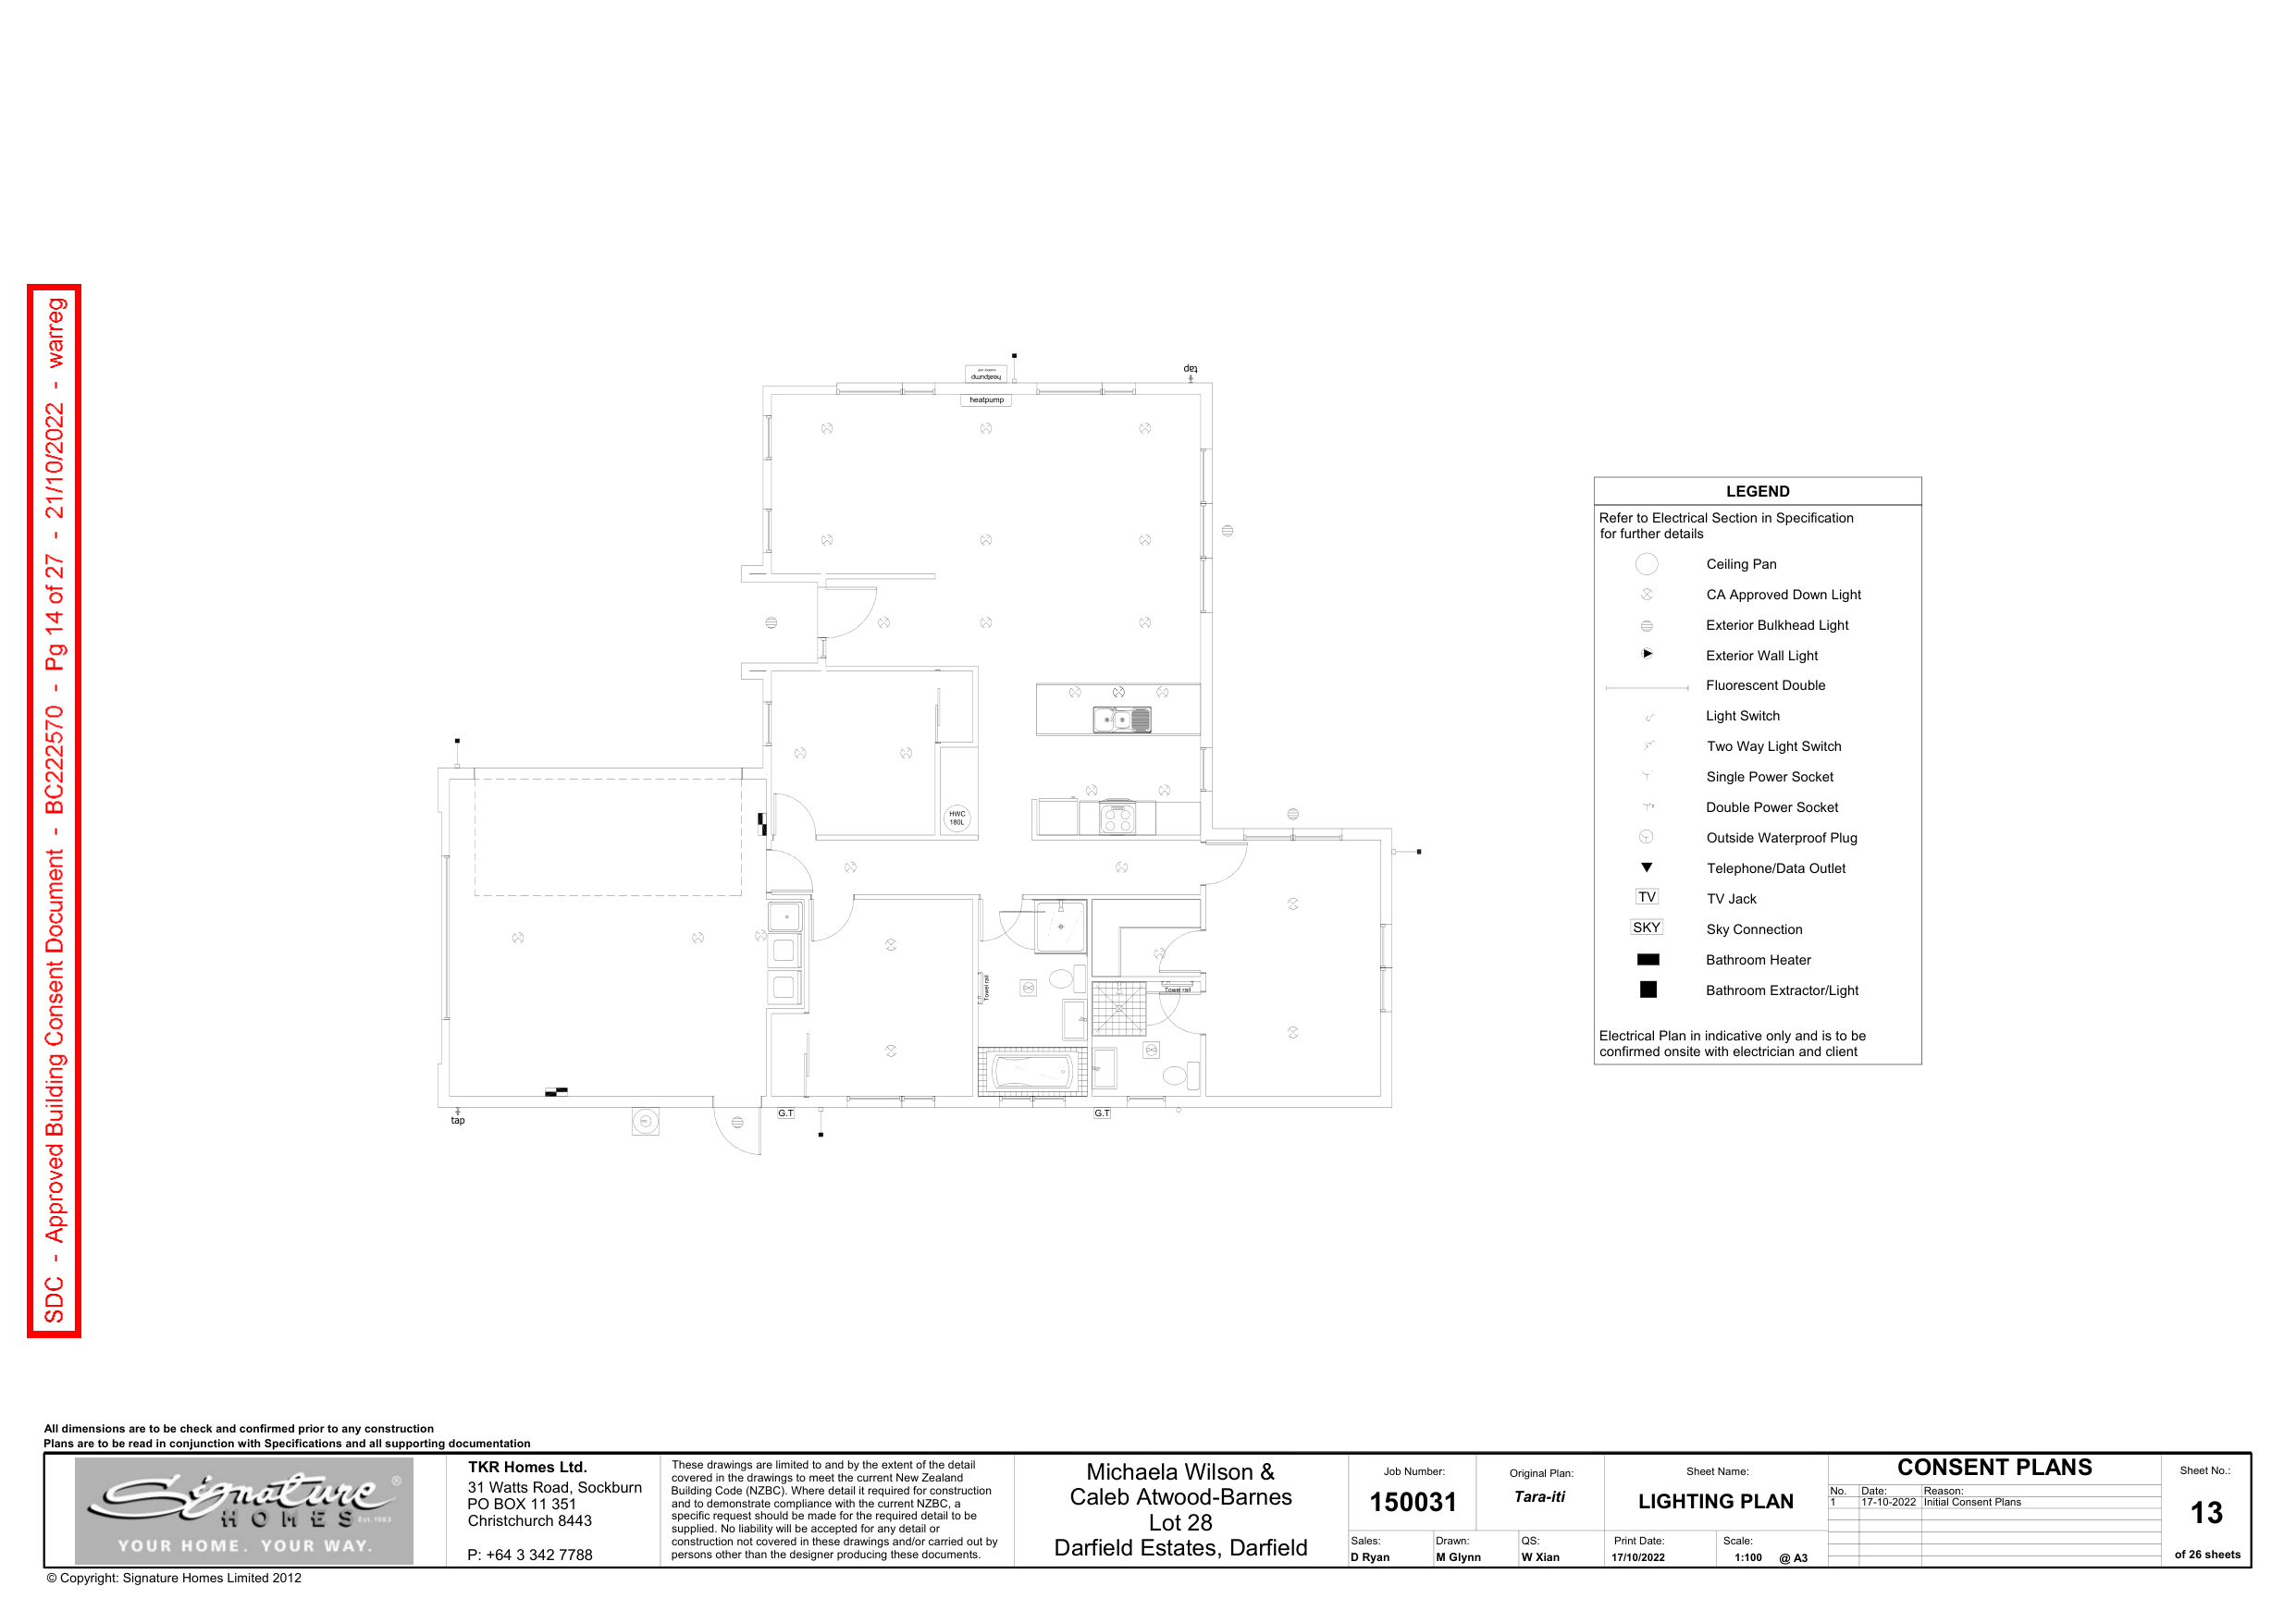 SDC - Approved Building Consent Document - BC222570 - Pg 14 of 27 - 21/10/2022 - warreg
heatpump
heatpump
tap
HWC
180L
Towel rail
Towel rail
tap
G.T
G.T
LEGEND
Refer to Electrical Section in Specification
for further details
Ceiling Pan
CA Approved Down Light
Exterior Bulkhead Light
Exterior Wall Light
Fluorescent Double
Light Switch
Two Way Light Switch
Single Power Socket
Double Power Socket
Outside Waterproof Plug
Telephone/Data Outlet
TV TV Jack
SKY Sky Connection
Bathroom Heater
Bathroom Extractor/Light
Electrical Plan in indicative only and is to be
confirmed onsite with electrician and client
All dimensions are to be check and confirmed prior to any construction
Plans are to be read in conjunction with Specifications and all supporting documentation
Signature ®
HOMES Est. 1983
YOUR HOME. YOUR WAY.
TKR Homes Ltd.
31 Watts Road, Sockburn
PO BOX 11 351
Christchurch 8443
P: +64 3 342 7788
These drawings are limited to and by the extent of the detail
covered in the drawings to meet the current New Zealand
Building Code (NZBC). Where detail it required for construction
and to demonstrate compliance with the current NZBC, a
specific request should be made for the required detail to be
supplied. No liability will be accepted for any detail or
construction not covered in these drawings and/or carried out by
persons other than the designer producing these documents.
Michaela Wilson &
Caleb Atwood-Barnes
Lot 28
Darfield Estates, Darfield
Job Number:
150031
Original Plan:
Tara-iti
Sales:
D Ryan
Drawn:
M Glynn
QS:
W Xian
Sheet Name:
LIGHTING PLAN
Print Date:
17/10/2022
Scale:
1:100 @ A3
CONSENT PLANS
No. Date: Reason:
1 17-10-2022 Initial Consent Plans
Sheet No.:
13
of 26 sheets
© Copyright: Signature Homes Limited 2012